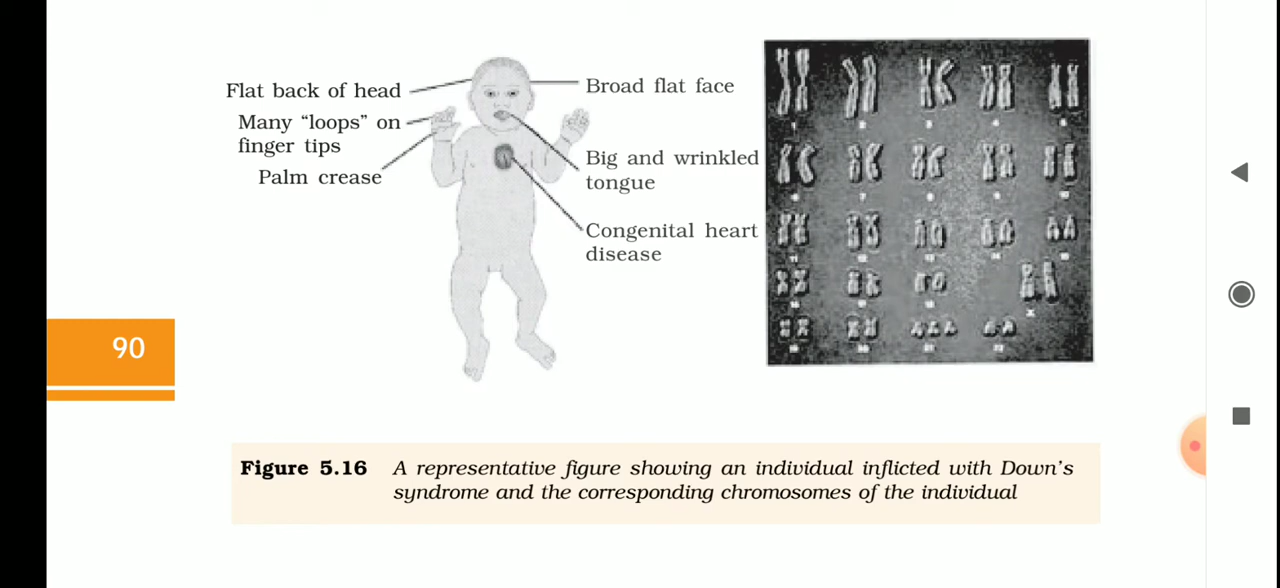 Flat back of head
Many “loops” on
finger tips
Palm crease
Broad flat face
Big and wrinkled
tongue
Congenital heart
disease
90
Figure 5.16 A representative figure showing an individual inflicted with Down’s
syndrome and the corresponding chromosomes of the individual